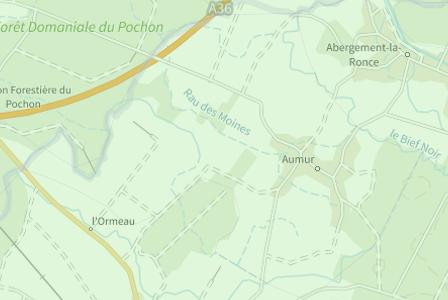 A36
orêt Domaniale du Pochon
Abergement-la-
Ronce
on Forestière du
Pochon
Rau des Moines
le Bief Noir
Aumur
l'Ormeau